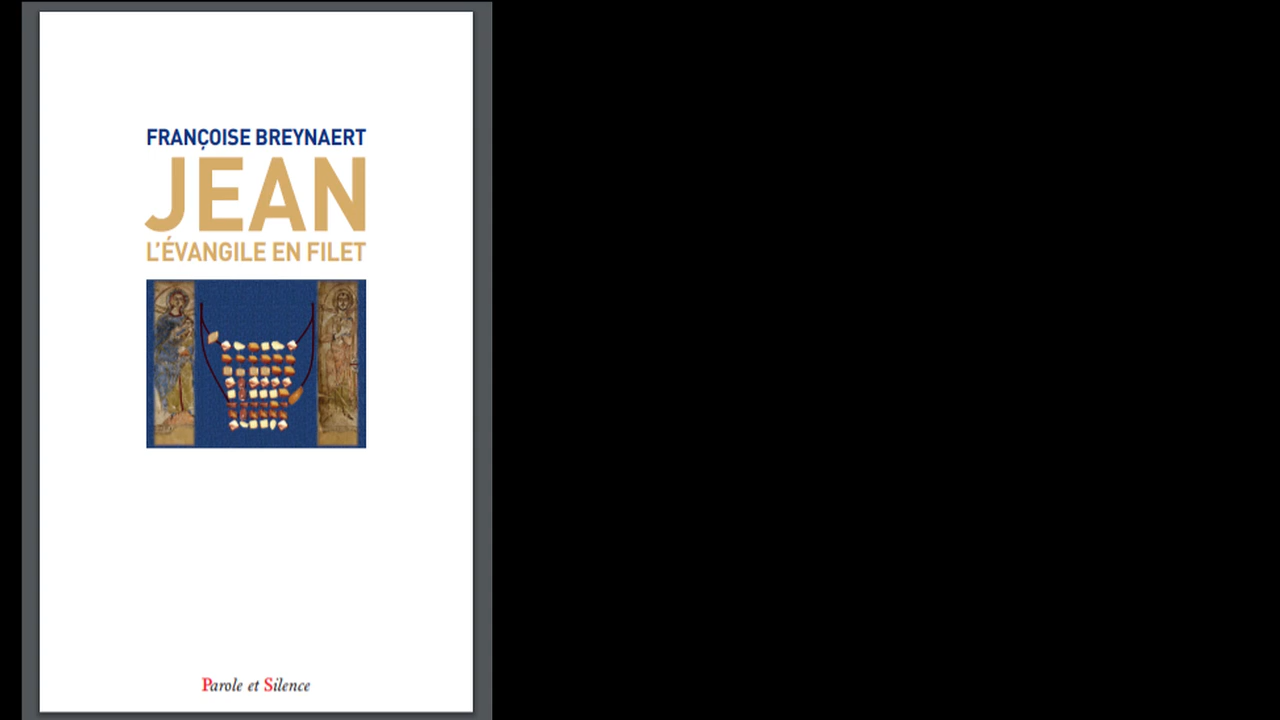 FRANÇOISE BREYNAERT
JEAN
L'ÉVANGILE EN FILET
Parole et Silence